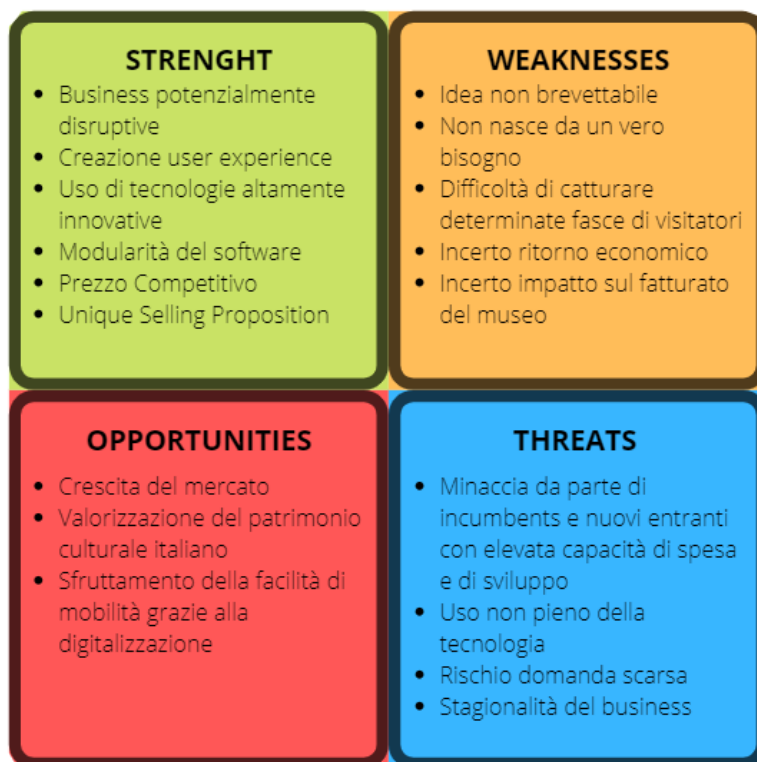 STRENGHT
• Business potenzialmente
disruptive
• Creazione user experience
• Uso di tecnologie altamente
innovative
• Modularità del software
• Prezzo Competitivo
• Unique Selling Proposition
WEAKNESSES
• Idea non brevettabile
• Non nasce da un vero
bisogno
• Difficoltà di catturare
determinate fasce di visitatori
• Incerto ritorno economico
• Incerto impatto sul fatturato
del museo
OPPORTUNITIES
• Crescita del mercato
• Valorizzazione del patrimonio
culturale italiano
• Sfruttamento della facilità di
mobilità grazie alla
digitalizzazione
THREATS
• Minaccia da parte di
incumbents e nuovi entranti
con elevata capacità di spesa
e di sviluppo
• Uso non pieno della
tecnologia
• Rischio domanda scarsa
• Stagionalità del business